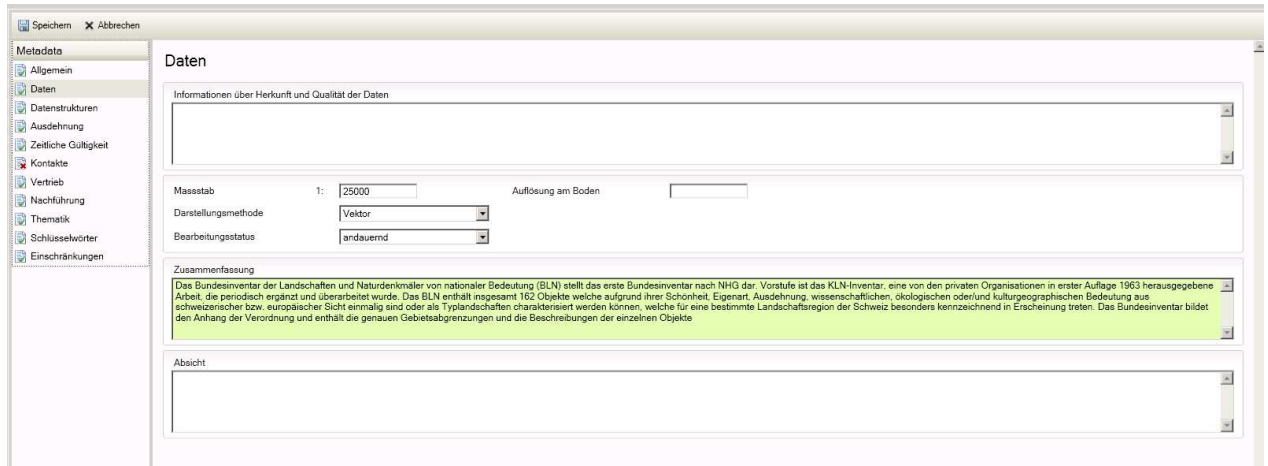 Speichern Abbrechen
Metadata
Allgemein
Daten
Datenstrukturen
Ausdehnung
Zeitliche Gültigkeit
Kontakte
Vertrieb
Nachführung
Thematik
Schlüsselwörter
Einschränkungen
Daten
Informationen über Herkunft und Qualität der Daten
Massstab 1: 25000 Auflösung am Boden
Darstellungsmethode Vektor
Bearbeitungsstatus andauernd
Zusammenfassung
Das Bundesinventar der Landschaften und Naturdenkmäler von nationaler Bedeutung (BLN) stellt das erste Bundesinventar nach NHG dar. Vorstufe ist das KLN-Inventar, eine von den privaten Organisationen in erster Auflage 1963 herausgegebene
Arbeit, die periodisch ergänzt und überarbeitet wurde. Das BLN enthält insgesamt 162 Objekte welche aufgrund ihrer Schönheit, Eigenart, Ausdehnung, wissenschaftlichen, ökologischen oder/und kulturgeographischen Bedeutung aus
schweizerischer bzw. europäischer Sicht einmalig sind oder als Typlandschaften charakterisiert werden können, welche für eine bestimmte Landschaftsregion der Schweiz besonders kennzeichnend in Erscheinung treten. Das Bundesinventar bildet
den Anhang der Verordnung und enthält die genauen Gebietsabgrenzungen und die Beschreibungen der einzelnen Objekte
Absicht